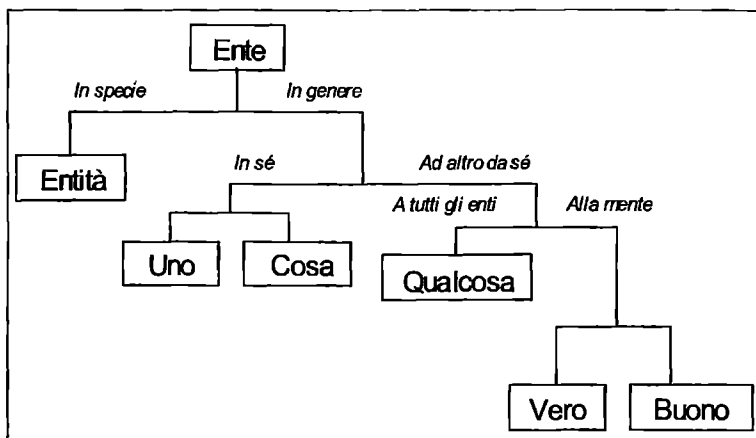 Ente
In specie In genere
Entità
In sé Ad altro da sé
A tutti gli enti Alla mente
Uno Cosa
Qualcosa
Vero Buono